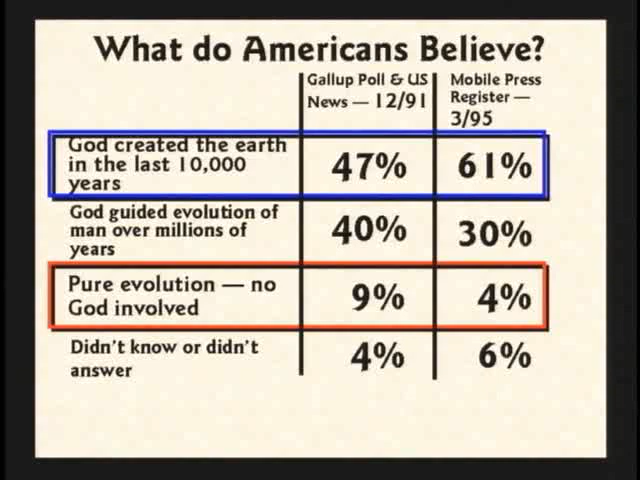 What do Americans Believe?
Gallup Poll & US
News — 12/91
Mobile Press
Register —
3/95
God created the earth
in the last 10,000
years
47%
61%
God guided evolution of
man over millions of
years
40%
30%
Pure evolution — no
God involved
9%
4%
Didn't know or didn't
answer
4%
6%